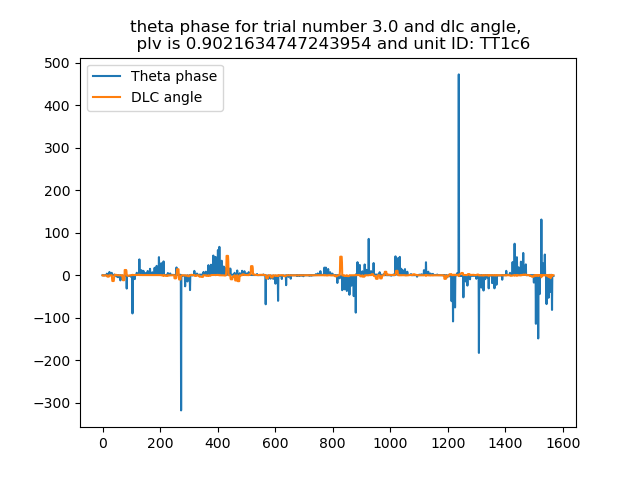 theta phase for trial number 3.0 and dlc angle,
plv is 0.9021634747243954 and unit ID: TT1c6
Theta phase
DLC angle
500
400
300
200
100
0
−100
−200
−300
0 200 400 600 800 1000 1200 1400 1600